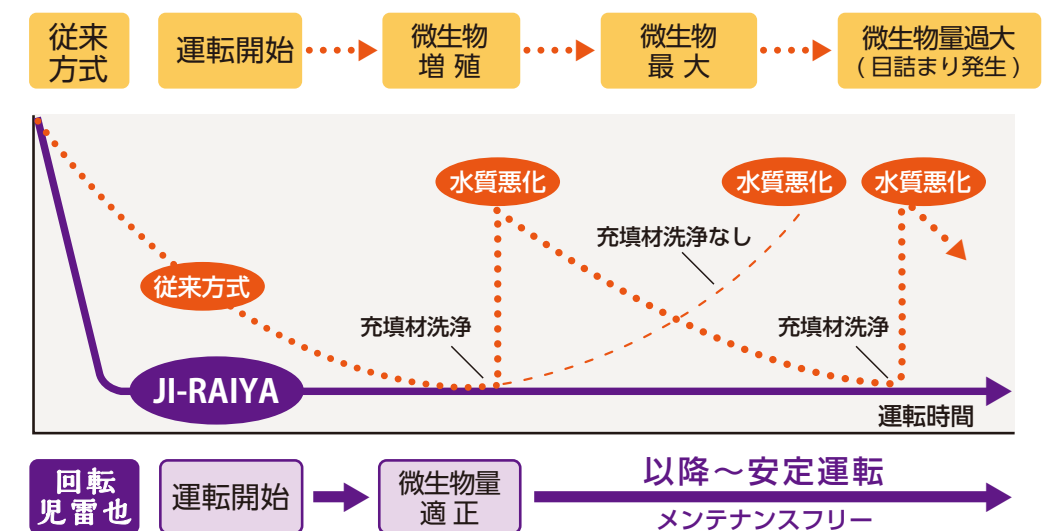 従来
方式
運転開始
微生物
増殖
微生物
最大
微生物量過大
(目詰まり発生)
水質悪化
水質悪化
水質悪化
充填材洗浄なし
従来方式
充填材洗浄
充填材洗浄
JI-RAIYA
運転時間
回転
児雷也
運転開始
微生物量
適正
以降～安定運転
メンテナンスフリー